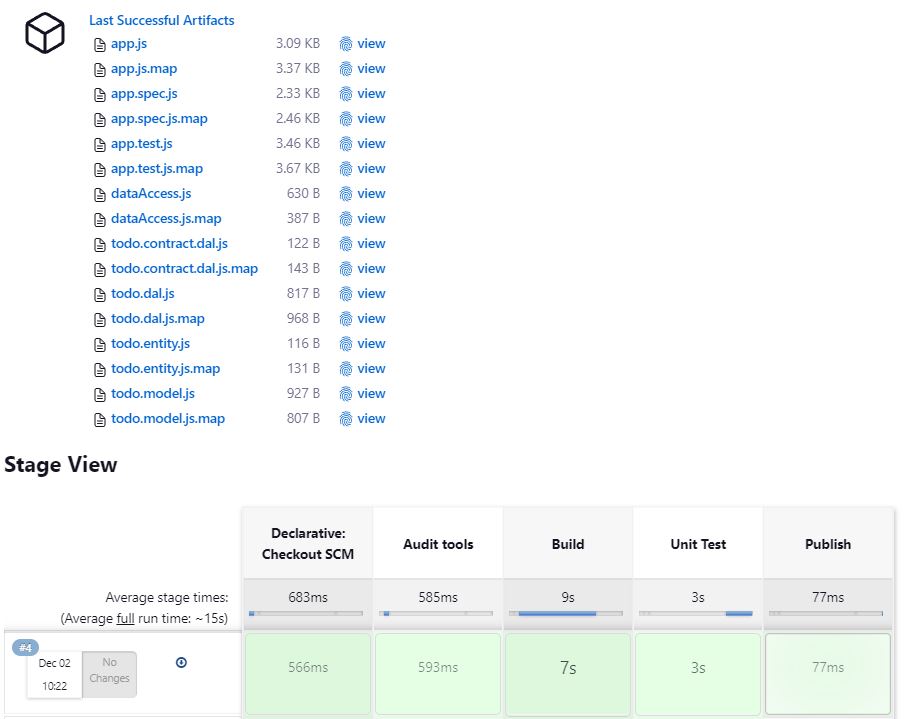 Last Successful Artifacts
app.js 3.09 KB view
app.js.map 3.37 KB view
app.spec.js 2.33 KB view
app.spec.js.map 2.46 KB view
app.test.js 3.46 KB view
app.test.js.map 3.67 KB view
dataAccess.js 630 B view
dataAccess.js.map 387 B view
todo.contract.dal.js 122 B view
todo.contract.dal.js.map 143 B view
todo.dal.js 817 B view
todo.dal.js.map 968 B view
todo.entity.js 116 B view
todo.entity.js.map 131 B view
todo.model.js 927 B view
todo.model.js.map 807 B view
Stage View
Declarative:
Checkout SCM Audit tools Build Unit Test Publish
Average stage times: 683ms 585ms 9s 3s 77ms
(Average full run time: ~15s)
#4
Dec 02 No
Changes 566ms 593ms 7s 3s 77ms
10:22